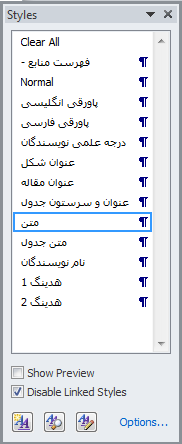 Styles
Clear All
فهرست منابع -
Normal
پاورقی انگلیسی
پاورقی فارسی
درجه علمی نویسندگان
عنوان شکل
عنوان مقاله
عنوان و سرستون جدول
متن
متن جدول
نام نویسندگان
هدینگ 1
هدینگ 2
Show Preview
Disable Linked Styles
Options...